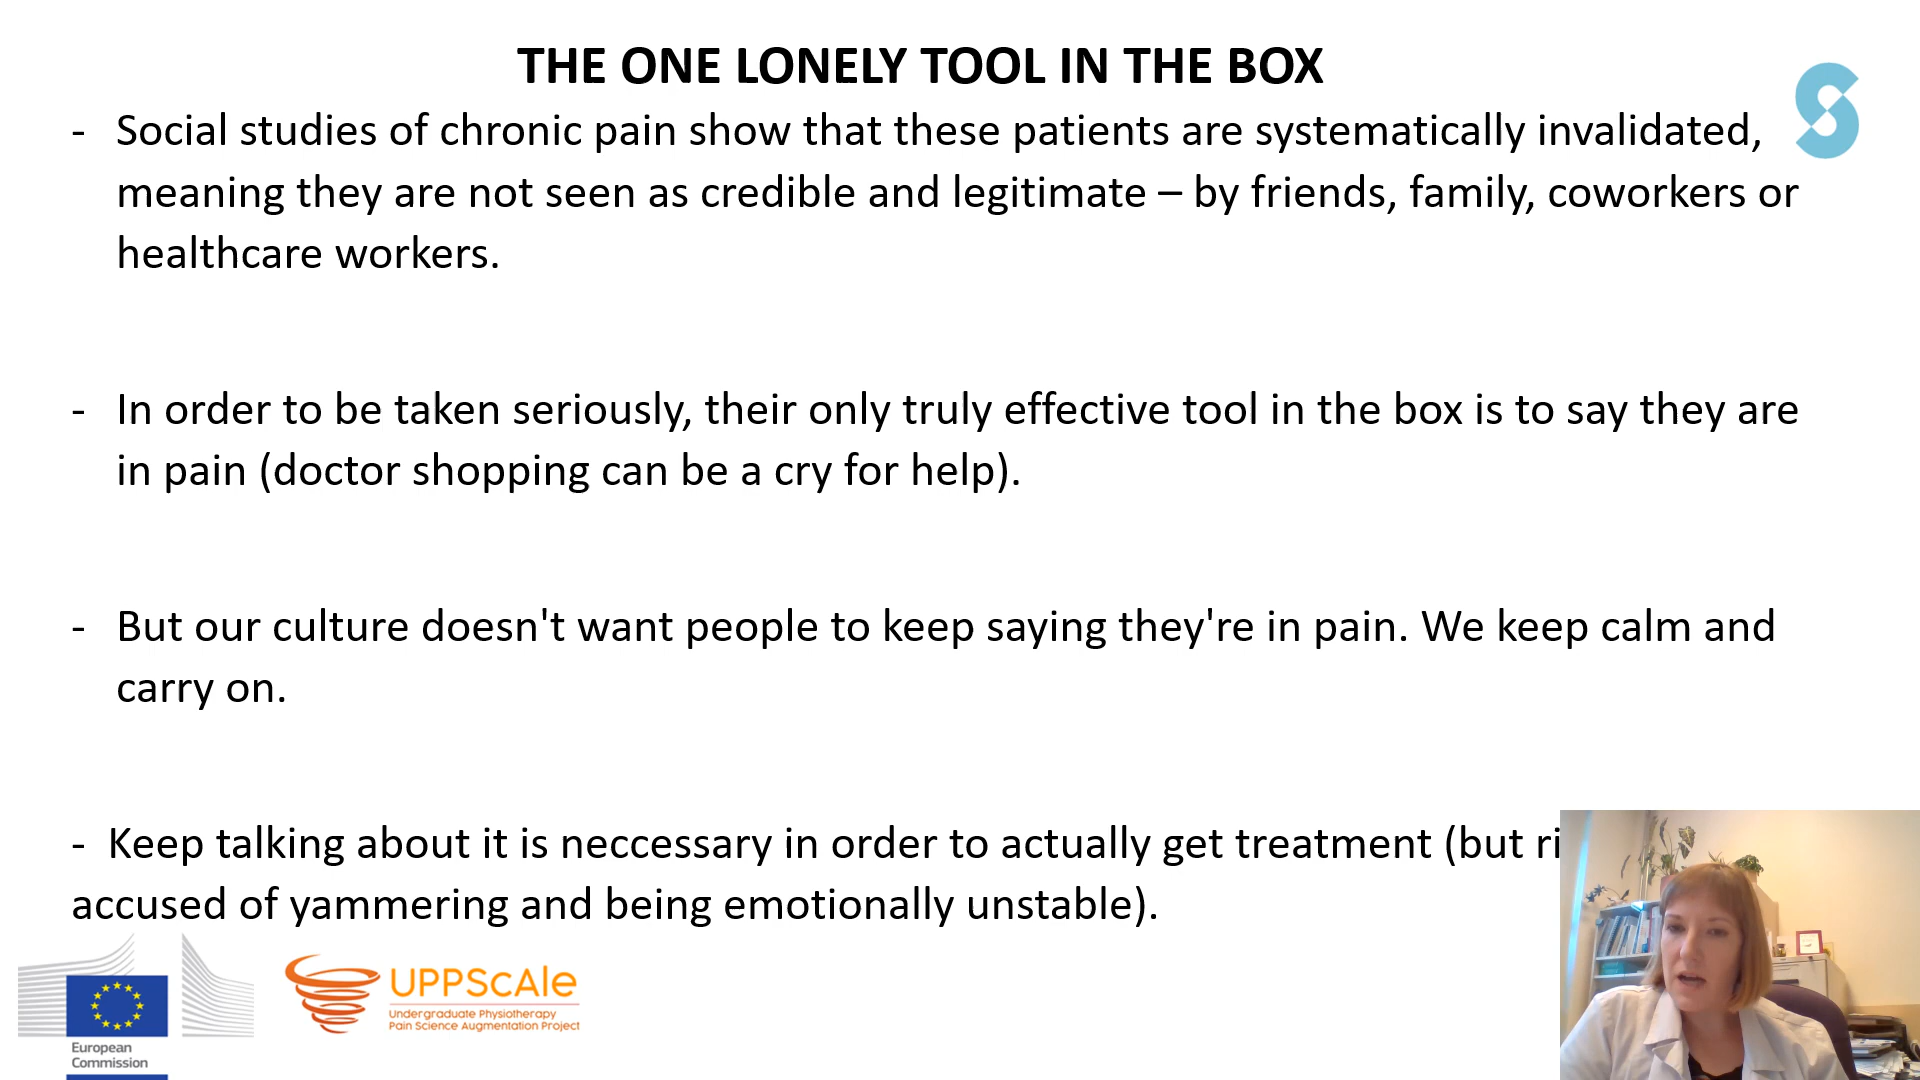 THE ONE LONELY TOOL IN THE BOX
- Social studies of chronic pain show that these patients are systematically invalidated,
meaning they are not seen as credible and legitimate – by friends, family, coworkers or
healthcare workers.
- In order to be taken seriously, their only truly effective tool in the box is to say they are
in pain (doctor shopping can be a cry for help).
- But our culture doesn't want people to keep saying they're in pain. We keep calm and
carry on.
- Keep talking about it is neccessary in order to actually get treatment (but
accused of yammering and being emotionally unstable).
European
Commission
UPPScAle
Undergraduate Physiotherapy
Pain Science Augmentation Project